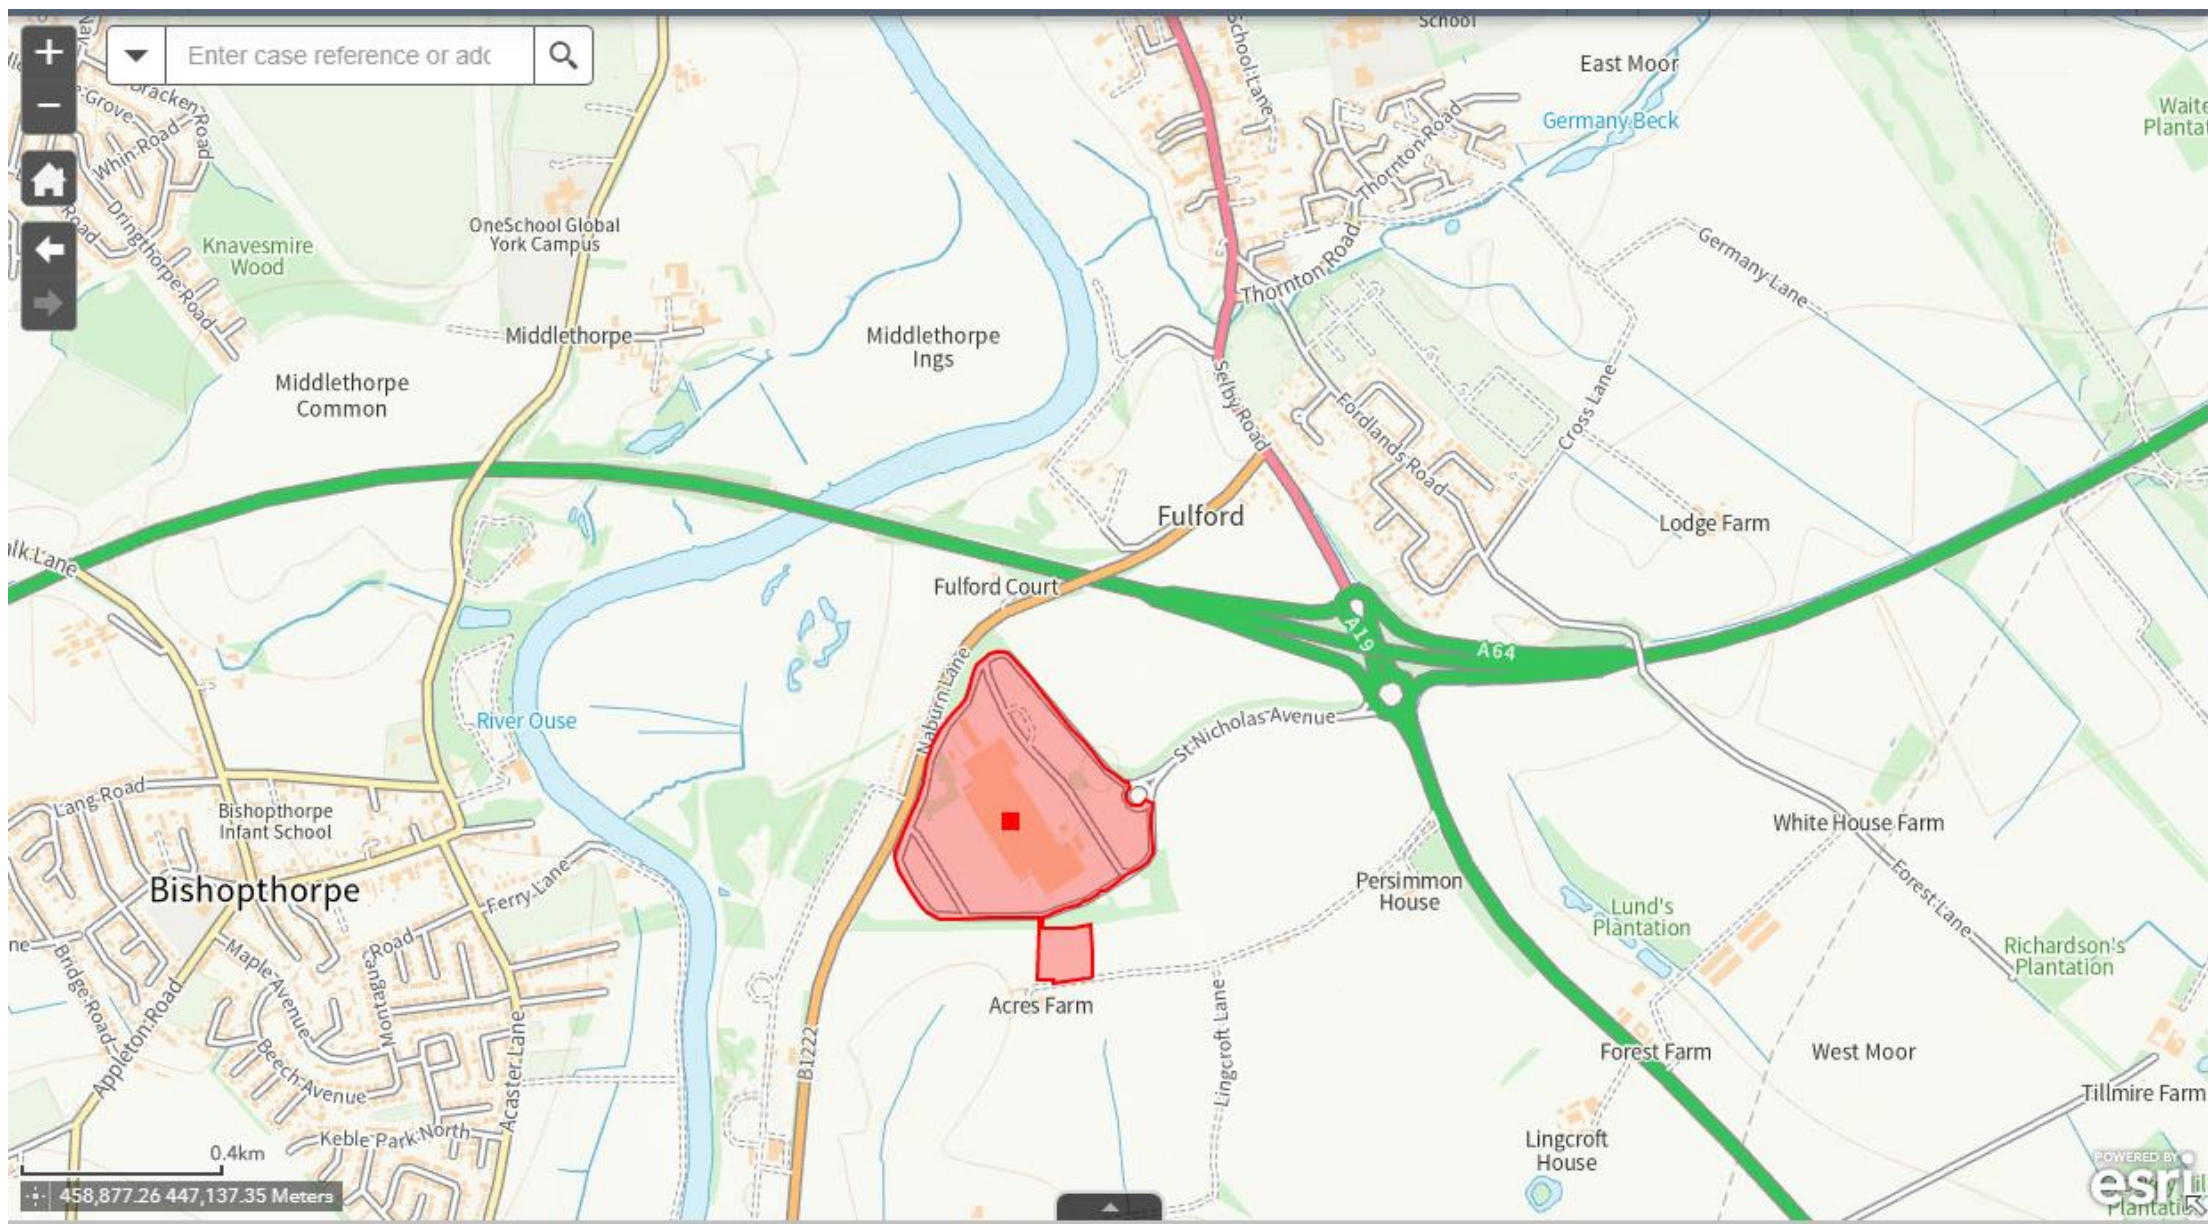 School
Enter case reference or adc
East Moor
School Lane
Bracken Road
Grove
Whin Road
Germany Beck
Thornton Road
Dringthorpe Road
Road
Knavesmire
Wood
OneSchool Global
York Campus
Germany Lane
Thornton Road
Middlethorpe
Middlethorpe
Ings
Middlethorpe
Common
Selby Road
Fordlands Road
Cross Lane
Fulford
Lodge Farm
Fulford Court
A19
A64
Naburn Lane
River Ouse
St Nicholas Avenue
Lang Road
Bishopthorpe
Infant School
White House Farm
Bishopthorpe
Ferry Lane
Persimmon
House
Forest Lane
Lund's
Plantation
Richardson's
Plantation
Maple Avenue
Montague Road
Bridge Road
Appleton Road
Acres Farm
Lingcroft Lane
B1222
Beech Avenue
Acaster Lane
Forest Farm
West Moor
Tillmire Farm
Keble Park North
Lingcroft
House
0.4km
458,877.26 447,137.35 Meters
POWERED BY
esri